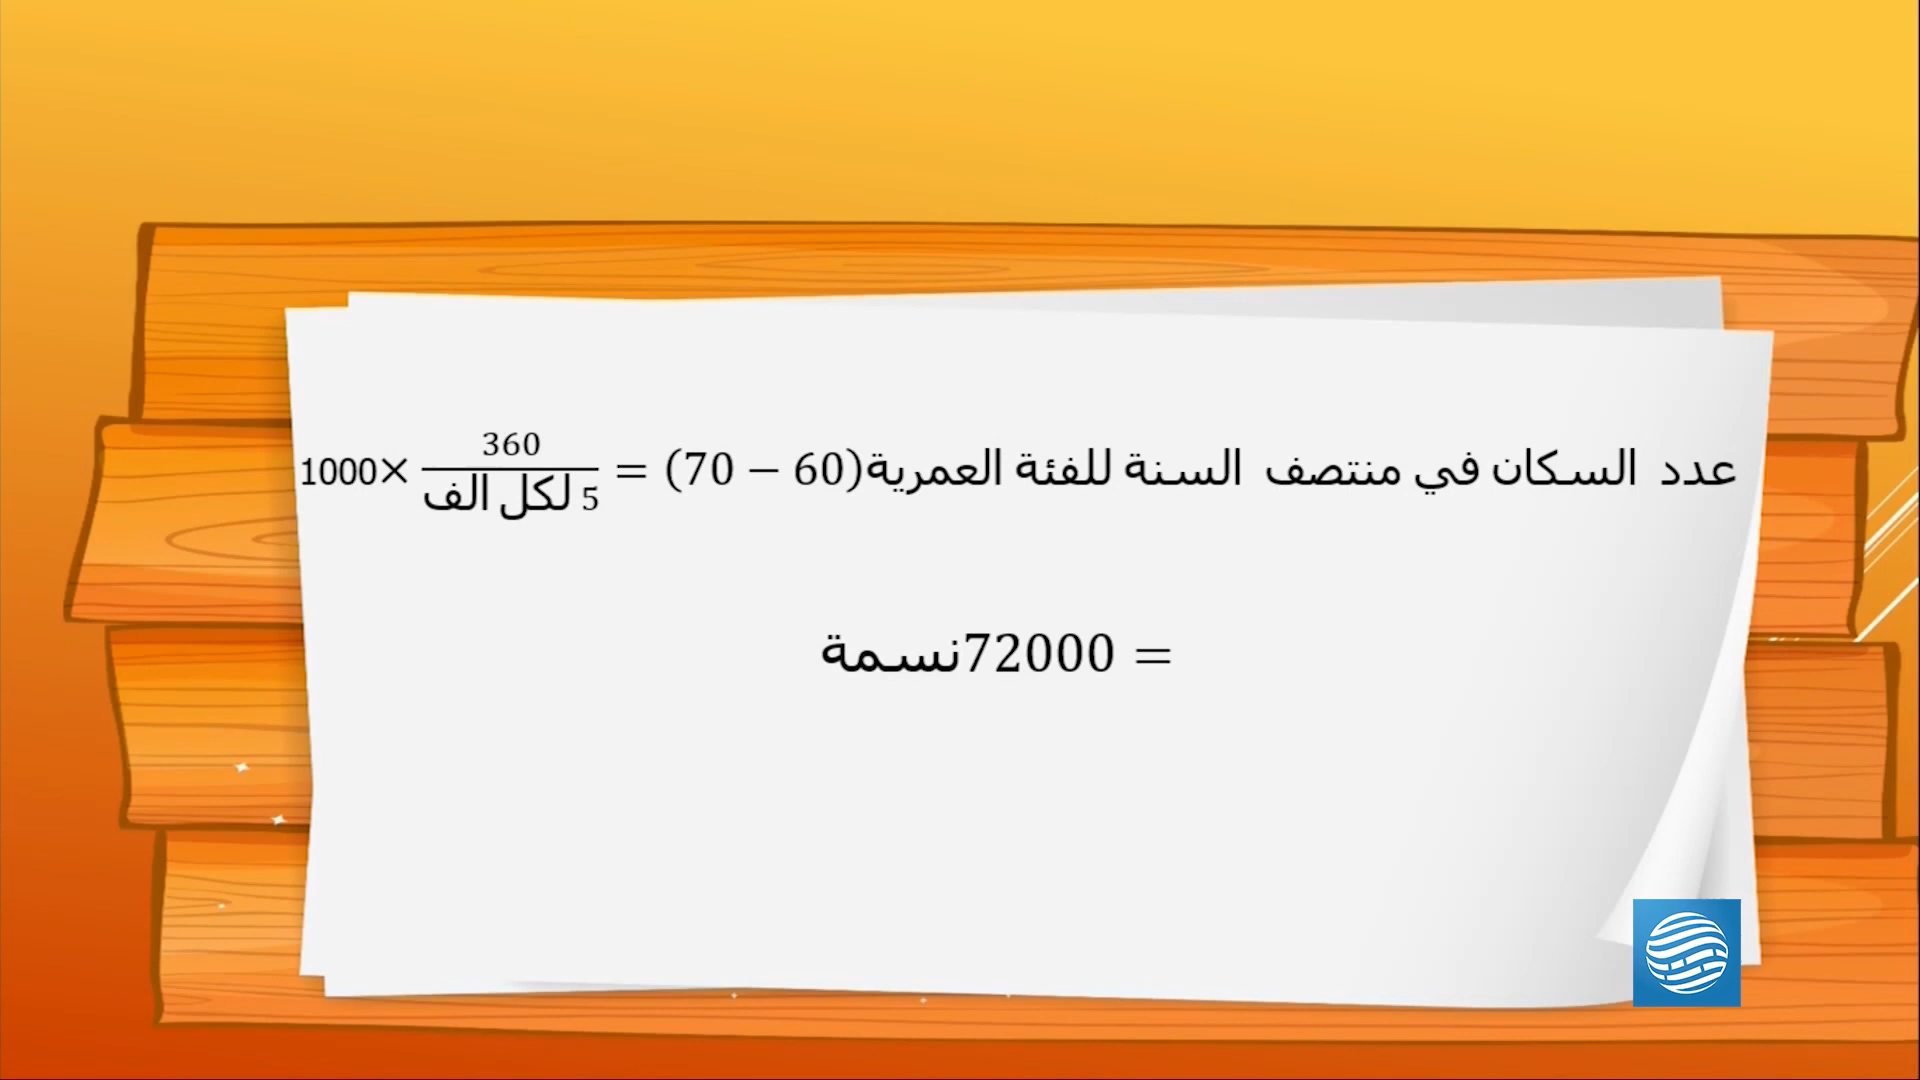 عدد السكان في منتصف السنة للفئة العمرية(60 − 70) = 360 / 5 لكل الف ×1000
= 72000نسمة